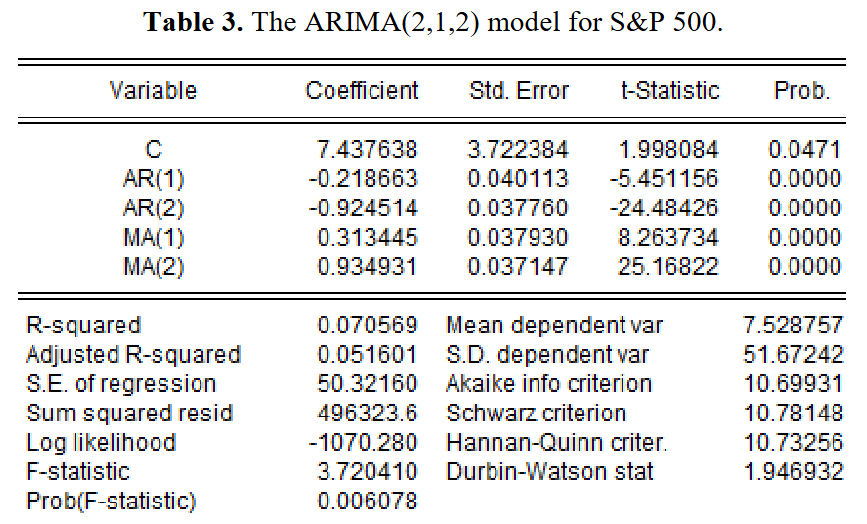 Table 3. The ARIMA(2,1,2) model for S&P 500.
Variable Coefficient Std. Error t-Statistic Prob.
C 7.437638 3.722384 1.998084 0.0471
AR(1) -0.218663 0.040113 -5.451156 0.0000
AR(2) -0.924514 0.037760 -24.48426 0.0000
MA(1) 0.313445 0.037930 8.263734 0.0000
MA(2) 0.934931 0.037147 25.16822 0.0000
R-squared 0.070569 Mean dependent var 7.528757
Adjusted R-squared 0.051601 S.D. dependent var 51.67242
S.E. of regression 50.32160 Akaike info criterion 10.69931
Sum squared resid 496323.6 Schwarz criterion 10.78148
Log likelihood -1070.280 Hannan-Quinn criter. 10.73256
F-statistic 3.720410 Durbin-Watson stat 1.946932
Prob(F-statistic) 0.006078